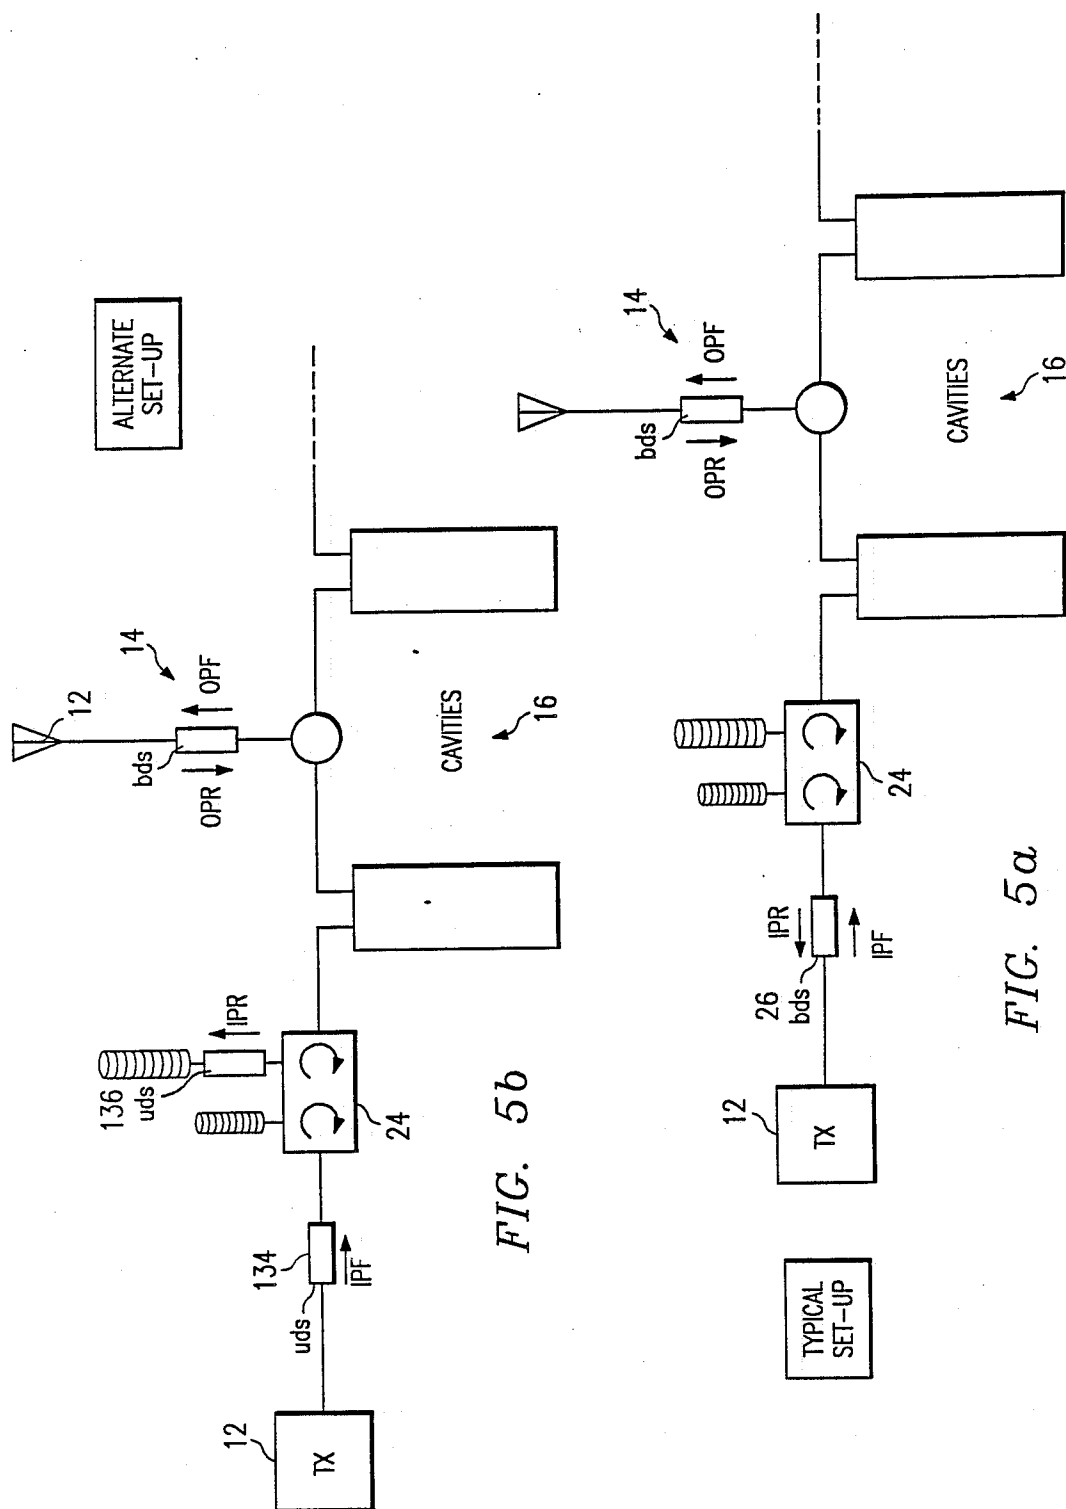 ALTERNATE
SET-UP
12
14
bds
OPF
OPR
CAVITIES
16
136
uds
IPR
24
134
uds
IPF
12
TX
FIG. 5b
14
bds
OPF
OPR
CAVITIES
16
24
IPR
26
bds
IPF
12
TX
TYPICAL
SET-UP
FIG. 5a